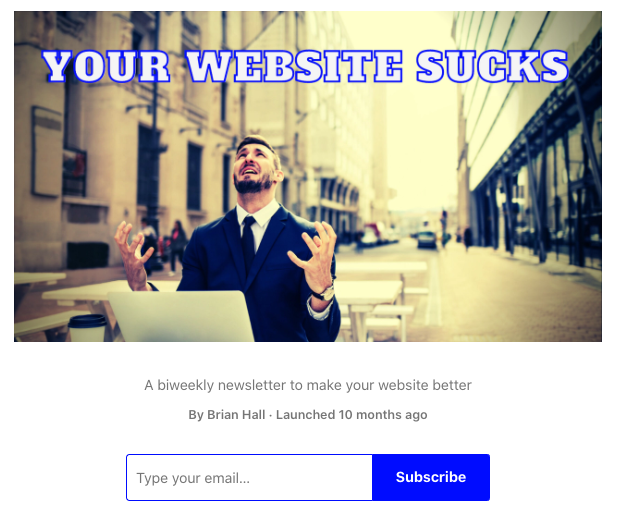 YOUR WEBSITE SUCKS
A biweekly newsletter to make your website better
By Brian Hall · Launched 10 months ago
Type your email...
Subscribe